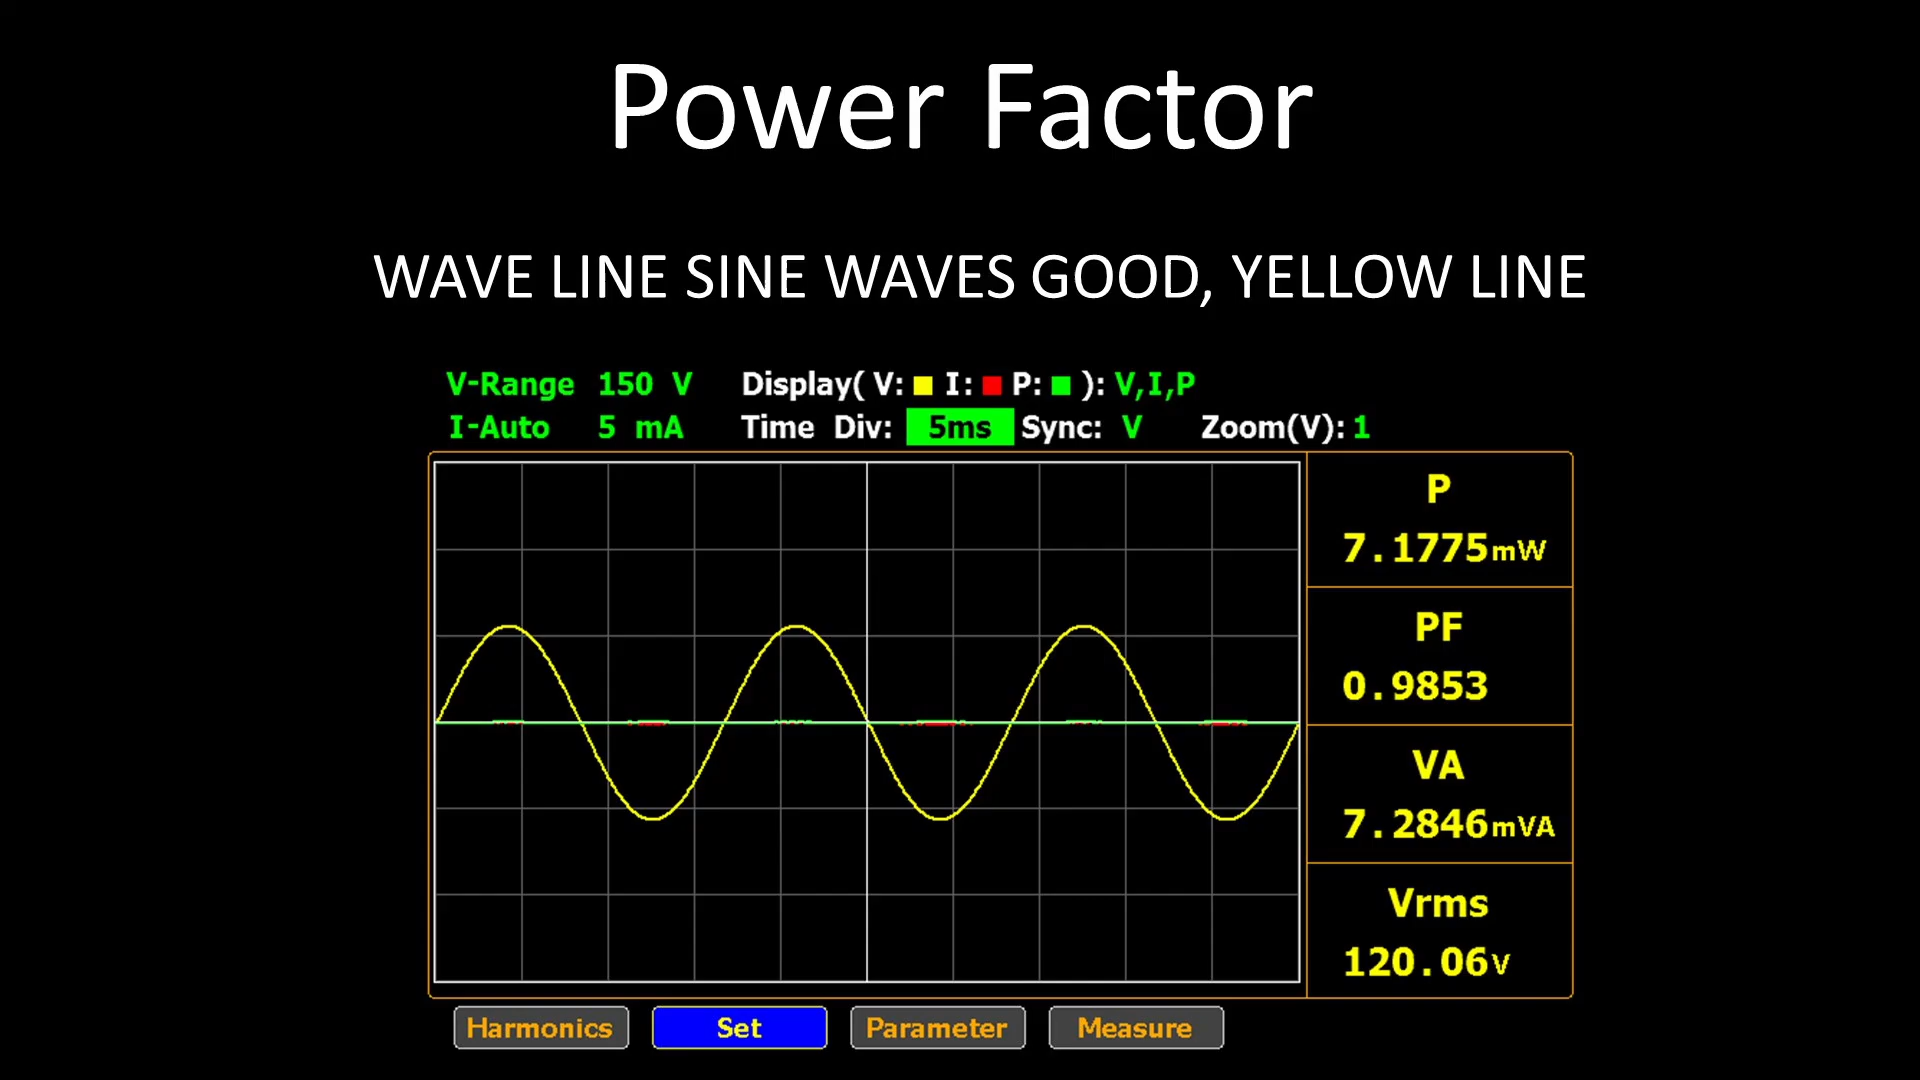 Power Factor
WAVE LINE SINE WAVES GOOD, YELLOW LINE
V-Range 150 V Display( V: I: P: ): V,I,P
I-Auto 5 mA Time Div: 5ms Sync: V Zoom(V): 1
P
7.1775mW
PF
0.9853
VA
7.2846mVA
Vrms
120.06V
Harmonics Set Parameter Measure